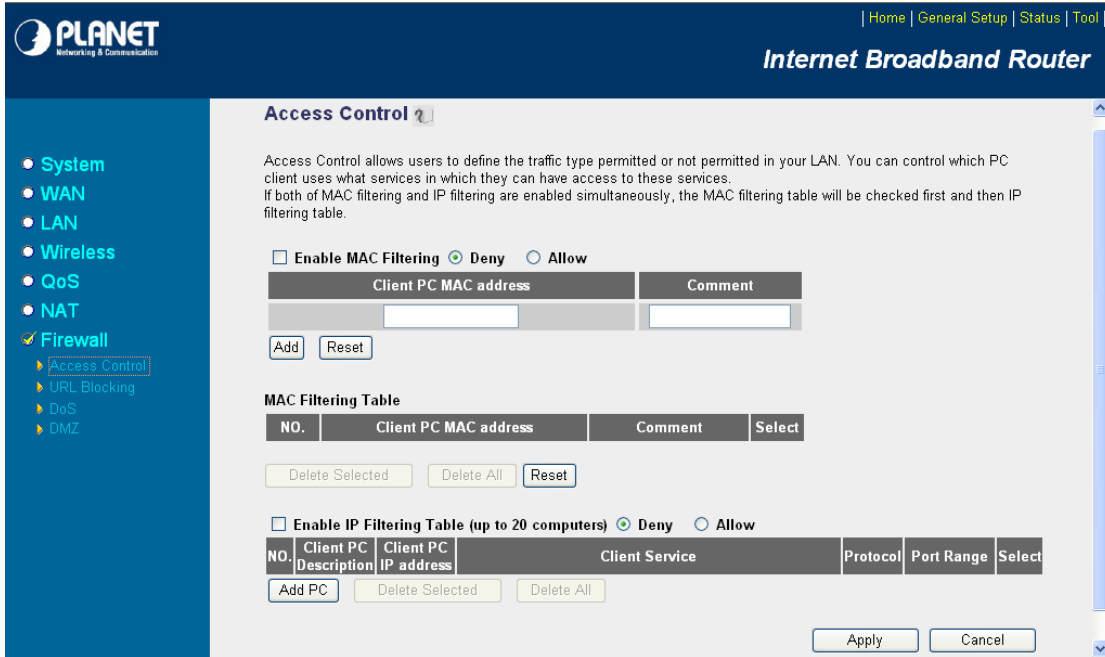 PLANET
Networking & Communication
| Home | General Setup | Status | Tool |
Internet Broadband Router
System
WAN
LAN
Wireless
QoS
NAT
Firewall
Access Control
URL Blocking
DoS
DMZ
Access Control
Access Control allows users to define the traffic type permitted or not permitted in your LAN. You can control which PC
client uses what services in which they can have access to these services.
If both of MAC filtering and IP filtering are enabled simultaneously, the MAC filtering table will be checked first and then IP
filtering table.
Enable MAC Filtering Deny Allow
Client PC MAC address Comment
Add Reset
MAC Filtering Table
NO. Client PC MAC address Comment Select
Delete Selected Delete All Reset
Enable IP Filtering Table (up to 20 computers) Deny Allow
NO. Client PC Description Client PC IP address Client Service Protocol Port Range Select
Add PC Delete Selected Delete All
Apply Cancel